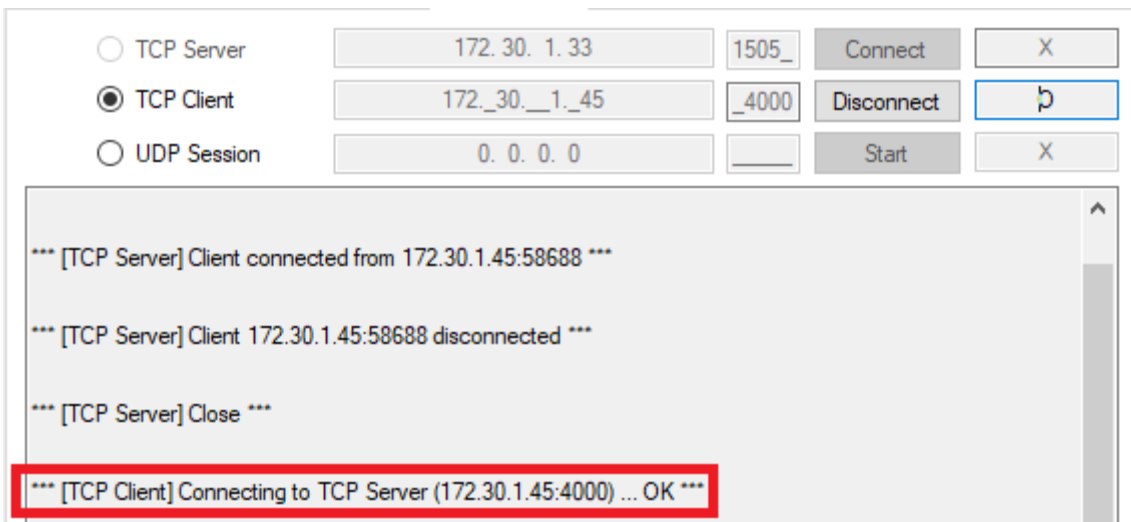 TCP Server 172. 30. 1. 33 1505_ Connect X
TCP Client 172._30.__1._45 _4000 Disconnect
UDP Session 0. 0. 0. 0 _____ Start X
*** [TCP Server] Client connected from 172.30.1.45:58688 ***
*** [TCP Server] Client 172.30.1.45:58688 disconnected ***
*** [TCP Server] Close ***
*** [TCP Client] Connecting to TCP Server (172.30.1.45:4000) ... OK ***